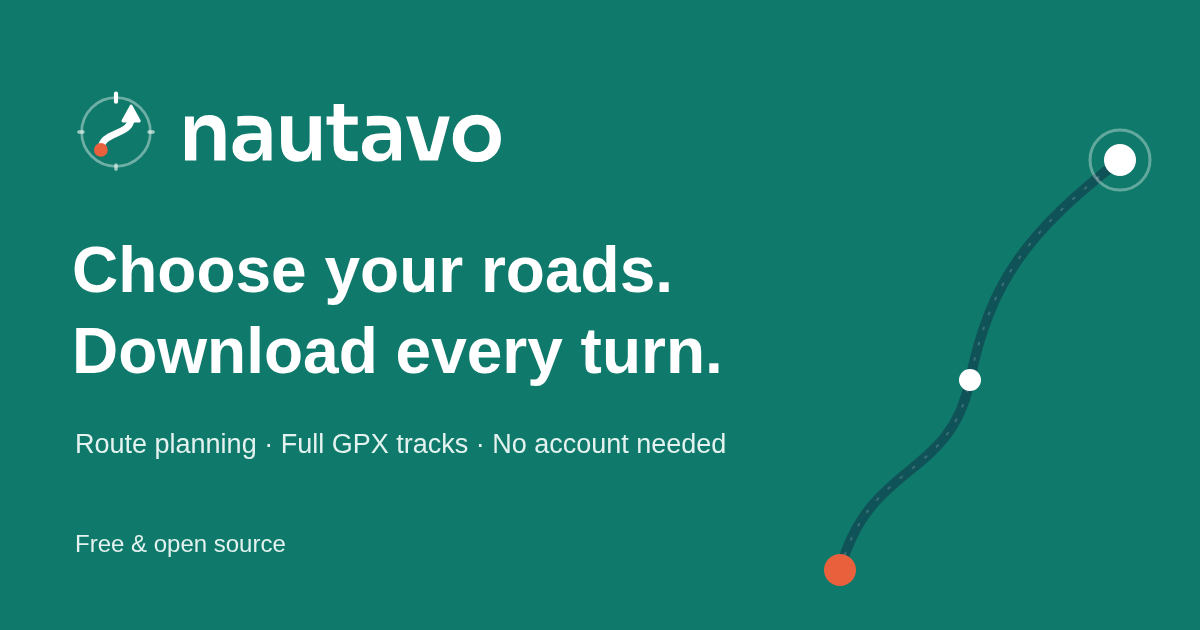 nautavo
Choose your roads.
Download every turn.
Route planning · Full GPX tracks · No account needed
Free & open source